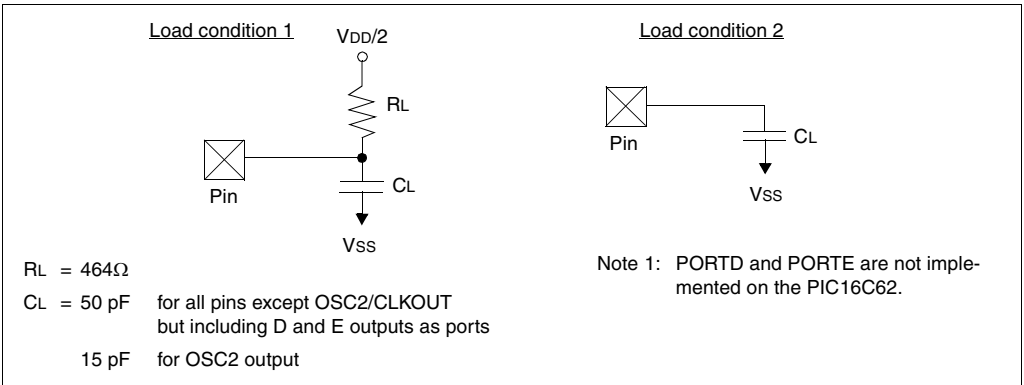 Load condition 1
VDD/2
RL
Pin
CL
VSS
RL = 464Ω
CL = 50 pF for all pins except OSC2/CLKOUT
but including D and E outputs as ports
15 pF for OSC2 output
Load condition 2
Pin
CL
VSS
Note 1: PORTD and PORTE are not imple-
mented on the PIC16C62.